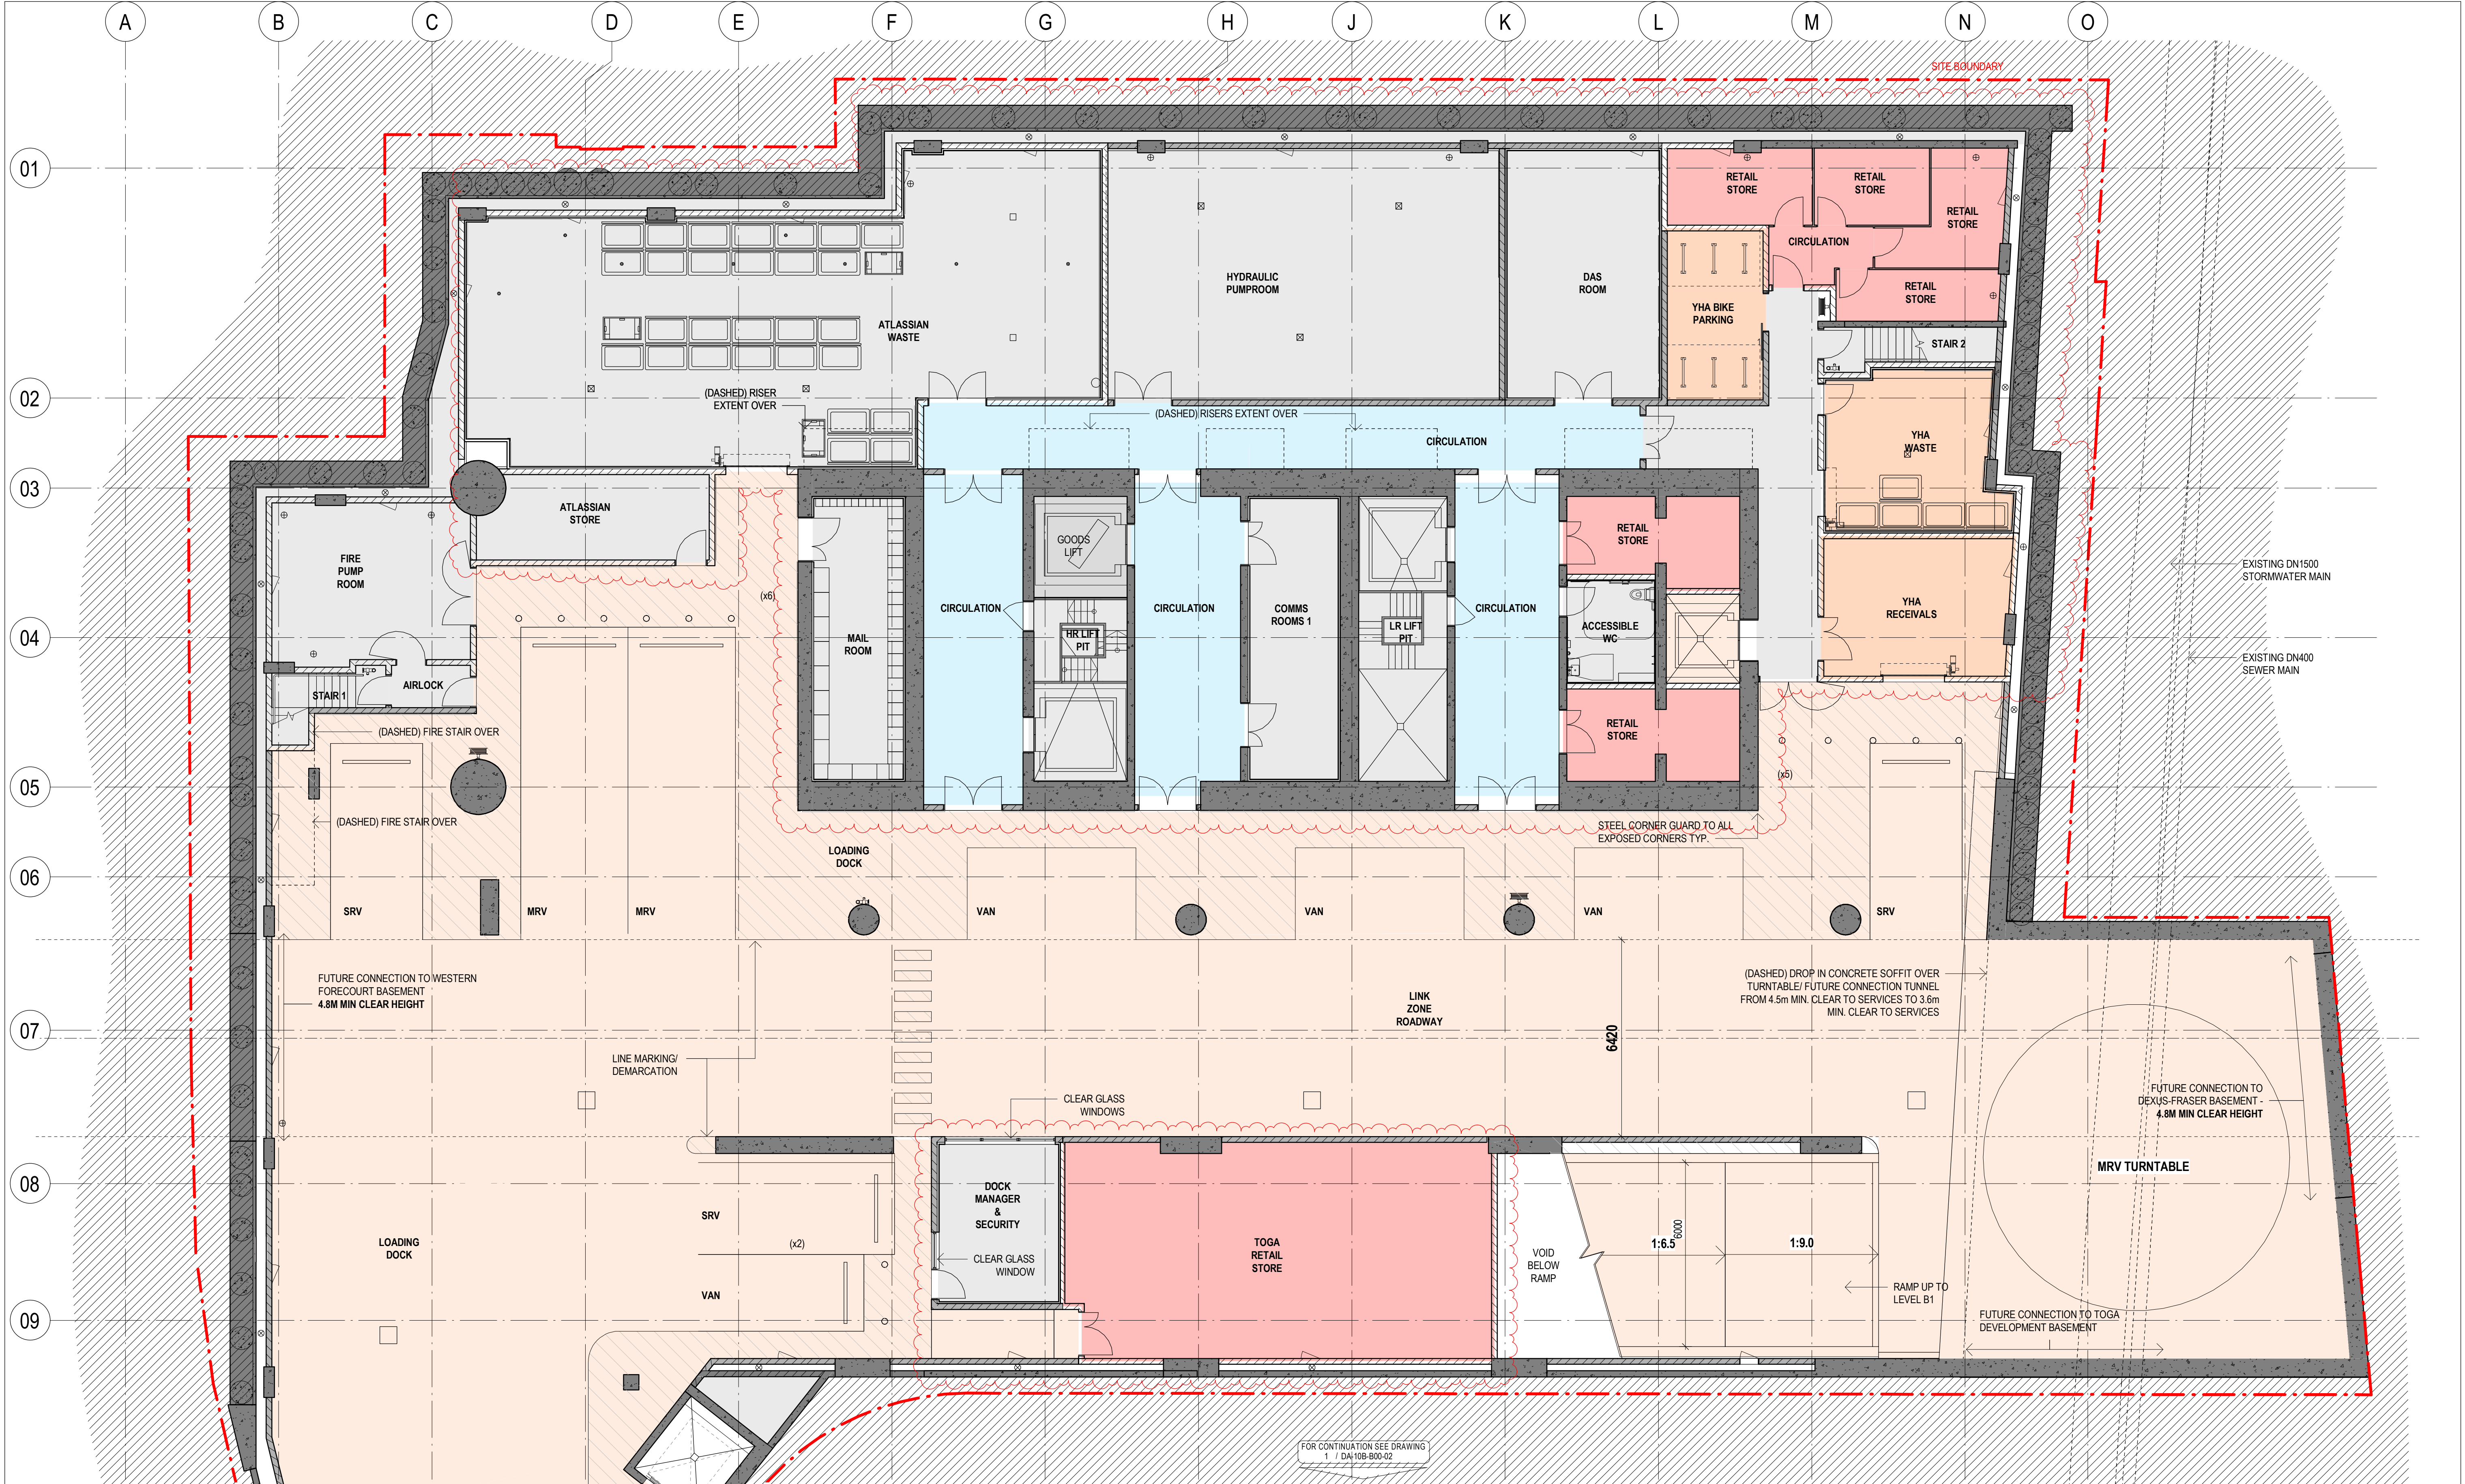 A B C D E F G H J K L M N O
SITE BOUNDARY
01
RETAIL
STORE
RETAIL
STORE
RETAIL
STORE
CIRCULATION
HYDRAULIC
PUMPROOM
DAS
ROOM
RETAIL
STORE
YHA BIKE
PARKING
ATLASSIAN
WASTE
STAIR 2
02
(DASHED) RISER
EXTENT OVER
(DASHED) RISERS EXTENT OVER
CIRCULATION
YHA
WASTE
03
ATLASSIAN
STORE
RETAIL
STORE
GOODS
LIFT
FIRE
PUMP
ROOM
EXISTING DN1500
STORMWATER MAIN
(x6)
CIRCULATION
CIRCULATION
COMMS
ROOMS 1
CIRCULATION
YHA
RECEIVALS
04
MAIL
ROOM
HR LIFT
PIT
LR LIFT
PIT
ACCESSIBLE
WC
EXISTING DN400
SEWER MAIN
AIRLOCK
STAIR 1
(DASHED) FIRE STAIR OVER
RETAIL
STORE
05
(x5)
(DASHED) FIRE STAIR OVER
STEEL CORNER GUARD TO ALL
EXPOSED CORNERS TYP.
LOADING
DOCK
06
SRV
MRV
MRV
VAN
VAN
VAN
SRV
FUTURE CONNECTION TO WESTERN
FORECOURT BASEMENT
4.8M MIN CLEAR HEIGHT
(DASHED) DROP IN CONCRETE SOFFIT OVER
TURNTABLE/ FUTURE CONNECTION TUNNEL
FROM 4.5m MIN. CLEAR TO SERVICES TO 3.6m
MIN. CLEAR TO SERVICES
LINK
ZONE
ROADWAY
07
6420
LINE MARKING/
DEMARCATION
CLEAR GLASS
WINDOWS
FUTURE CONNECTION TO
DEXUS-FRASER BASEMENT -
4.8M MIN CLEAR HEIGHT
08
MRV TURNTABLE
DOCK
MANAGER
&
SECURITY
SRV
(x2)
LOADING
DOCK
TOGA
RETAIL
STORE
1:6.5
6000
1:9.0
CLEAR GLASS
WINDOW
VOID
BELOW
RAMP
VAN
RAMP UP TO
LEVEL B1
09
FUTURE CONNECTION TO TOGA
DEVELOPMENT BASEMENT
FOR CONTINUATION SEE DRAWING
1 / DA-10B-B00-02